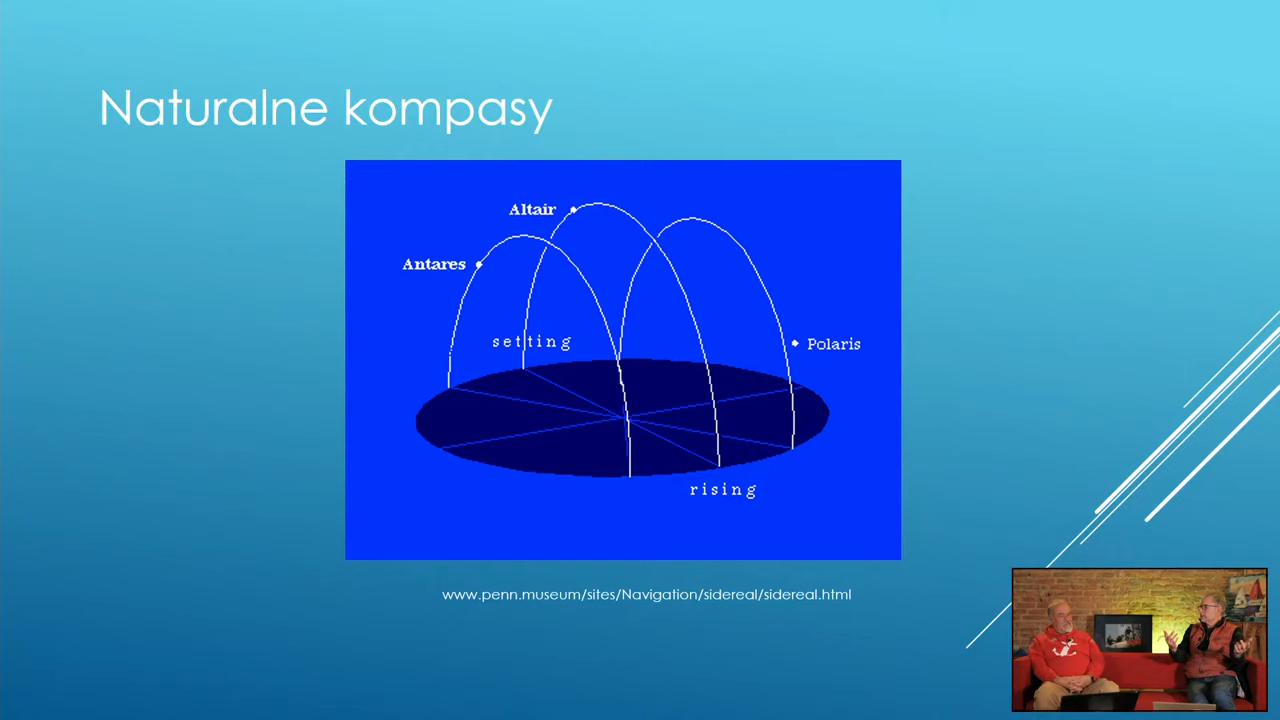 Naturalne kompasy
Altair
Antares
setting
Polaris
rising
www.penn.museum/sites/Navigation/sidereal/sidereal.html